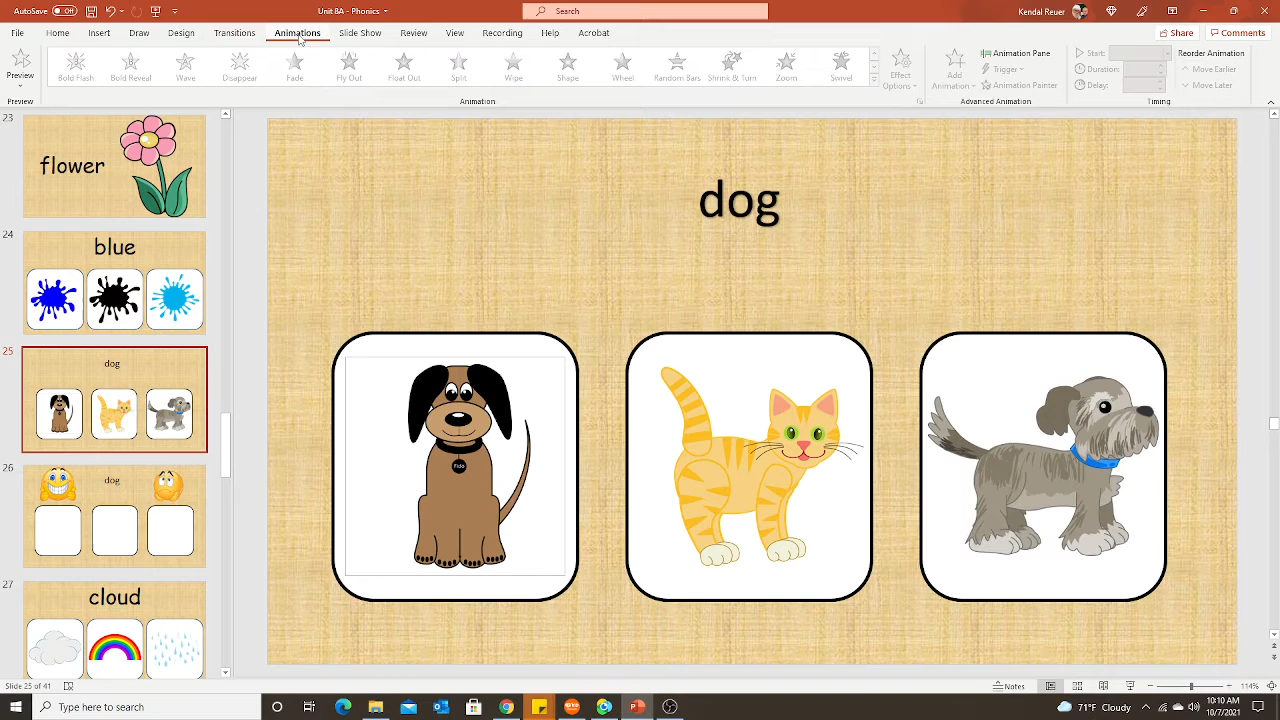 AutoSave Off
Unit.8A - Phonics
Search
Kendal Reuer
File Home Insert Draw Design Transitions Animations Slide Show Review View Recording Help Acrobat
Share Comments
Preview
Bold Flash Bold Reveal Wave Disappear Fade Fly Out Float Out Split Wipe Shape Wheel Random Bars Shrink & Turn Zoom Swivel
Effect Options
Add Animation
Animation Pane
Trigger
Animation Painter
Start:
Duration:
Delay:
Reorder Animation
Move Earlier
Move Later
Preview Animation Advanced Animation Timing
23
flower
24
blue
25
dog
26
dog
27
cloud
dog
Fido
Slide 25 of 41
Notes
114%
Type here to search
77°F Cloudy
10:10 AM
10/7/2021